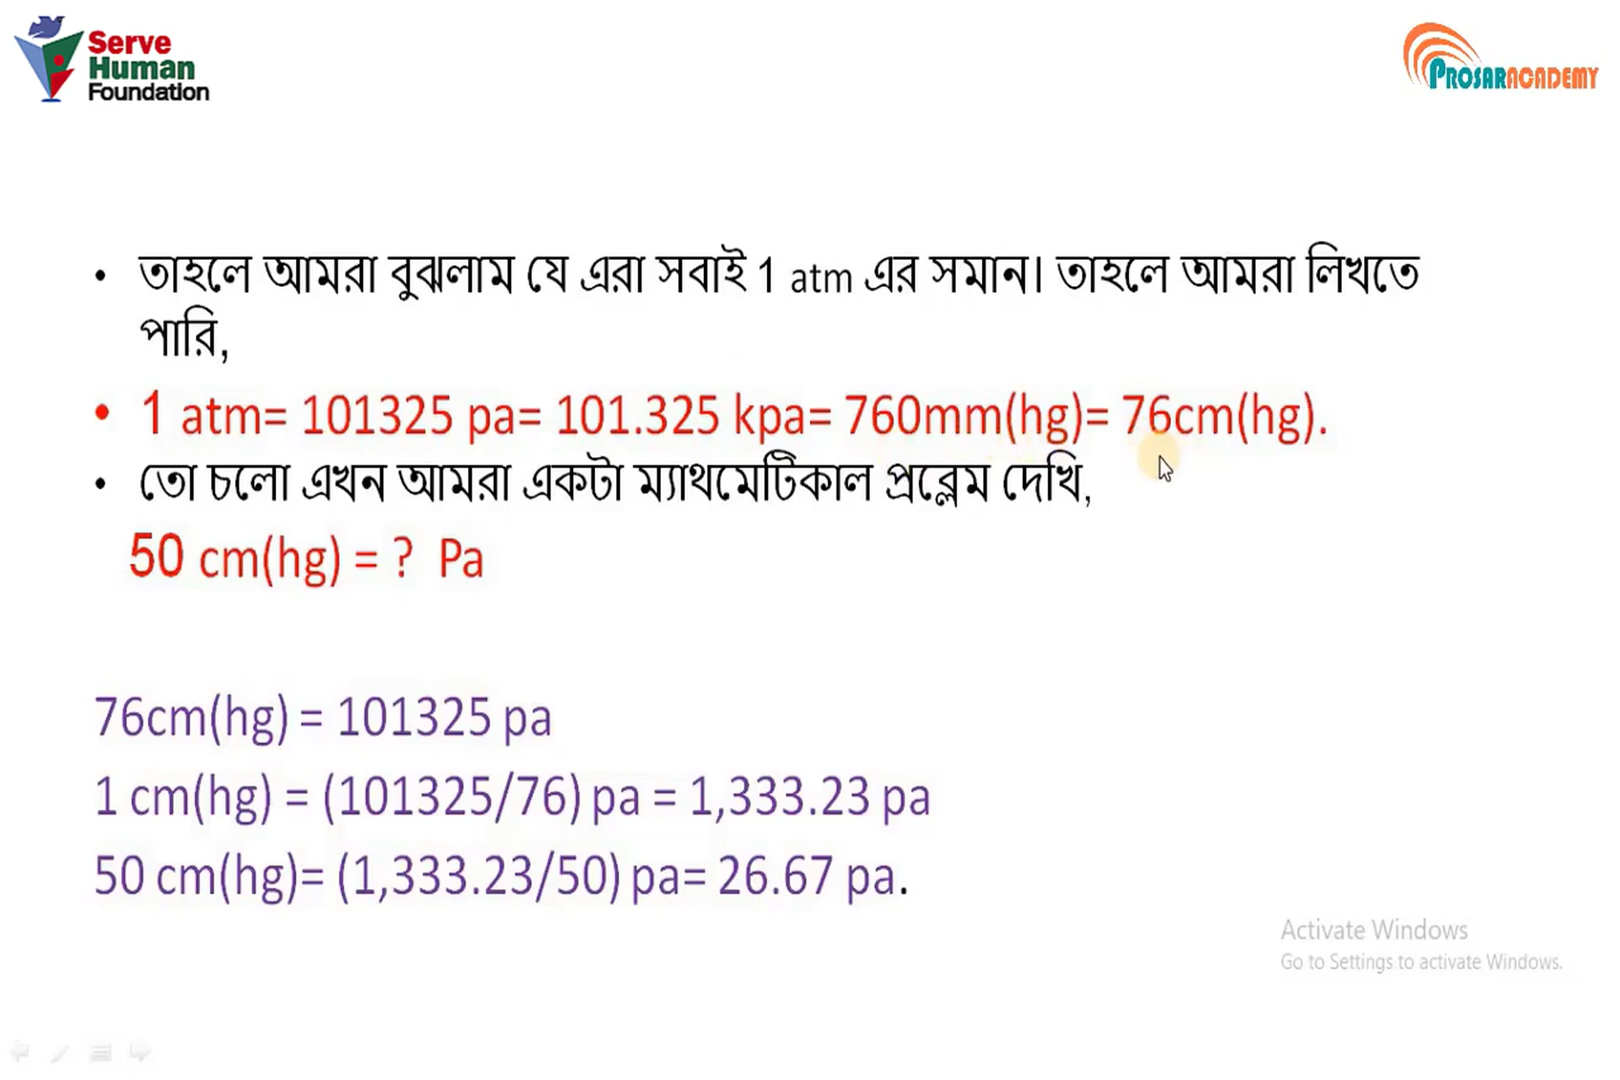 Serve
Human
Foundation
PROSARACADEMY
• তাহলে আমরা বুঝলাম যে এরা সবাই 1 atm এর সমান। তাহলে আমরা লিখতে
পারি,
• 1 atm= 101325 pa= 101.325 kpa= 760mm(hg)= 76cm(hg).
• তো চলো এখন আমরা একটা ম্যাথমেটিকাল প্রব্লেম দেখি,
50 cm(hg) = ? Pa
76cm(hg) = 101325 pa
1 cm(hg) = (101325/76) pa = 1,333.23 pa
50 cm(hg)= (1,333.23/50) pa= 26.67 pa.
Activate Windows
Go to Settings to activate Windows.